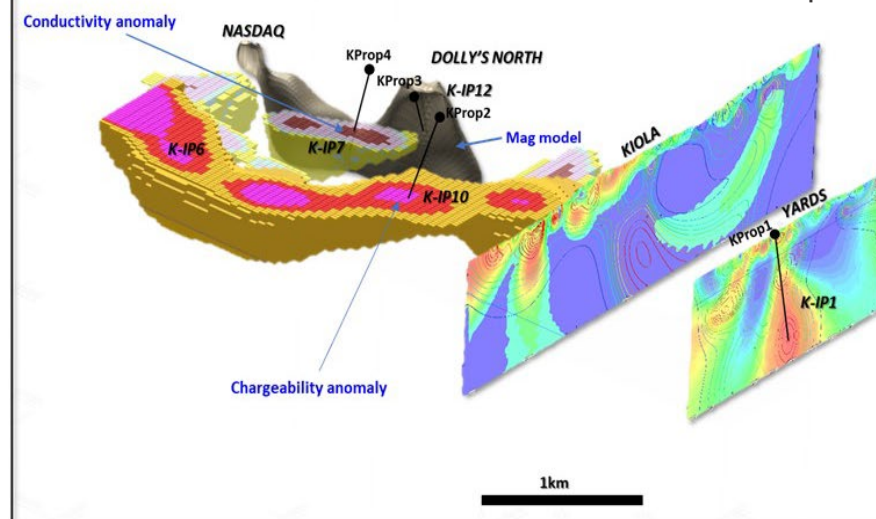 Conductivity anomaly
NASDAQ
KProp4
DOLLY'S NORTH
KProp3
K-IP12
KProp2
Mag model
K-IP6
K-IP7
KIOLA
K-IP10
YARDS
KProp1
K-IP1
Chargeability anomaly
1km